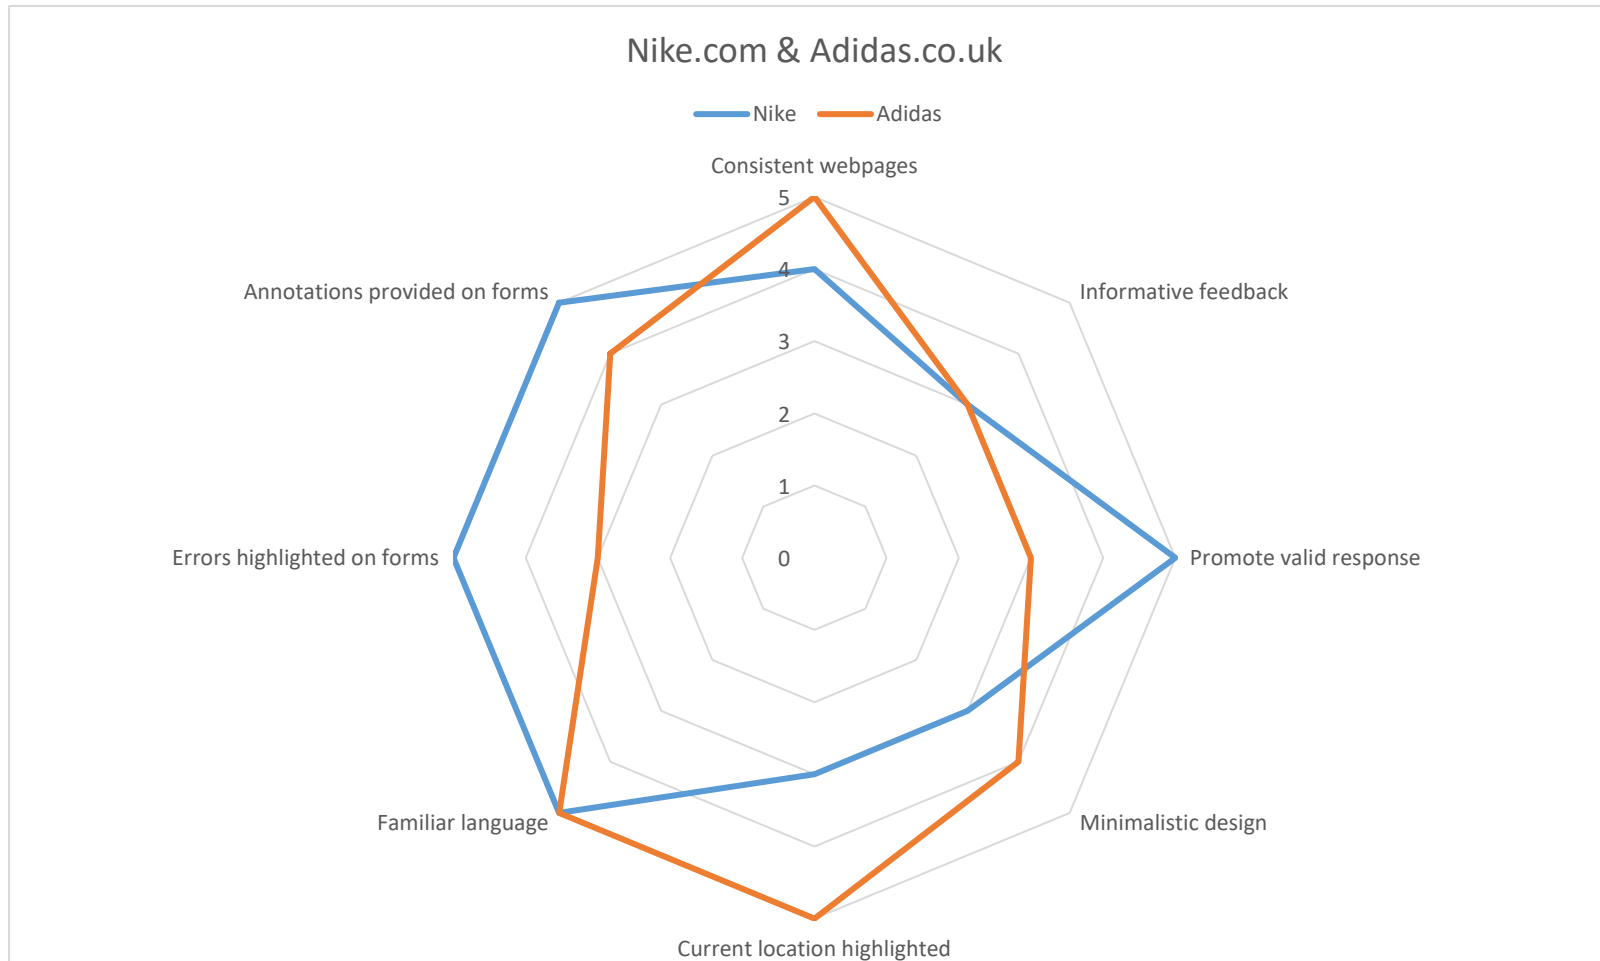 Nike.com & Adidas.co.uk
Nike Adidas
Consistent webpages
5
Annotations provided on forms
4
Informative feedback
3
2
1
Errors highlighted on forms
0
Promote valid response
Familiar language
Minimalistic design
Current location highlighted